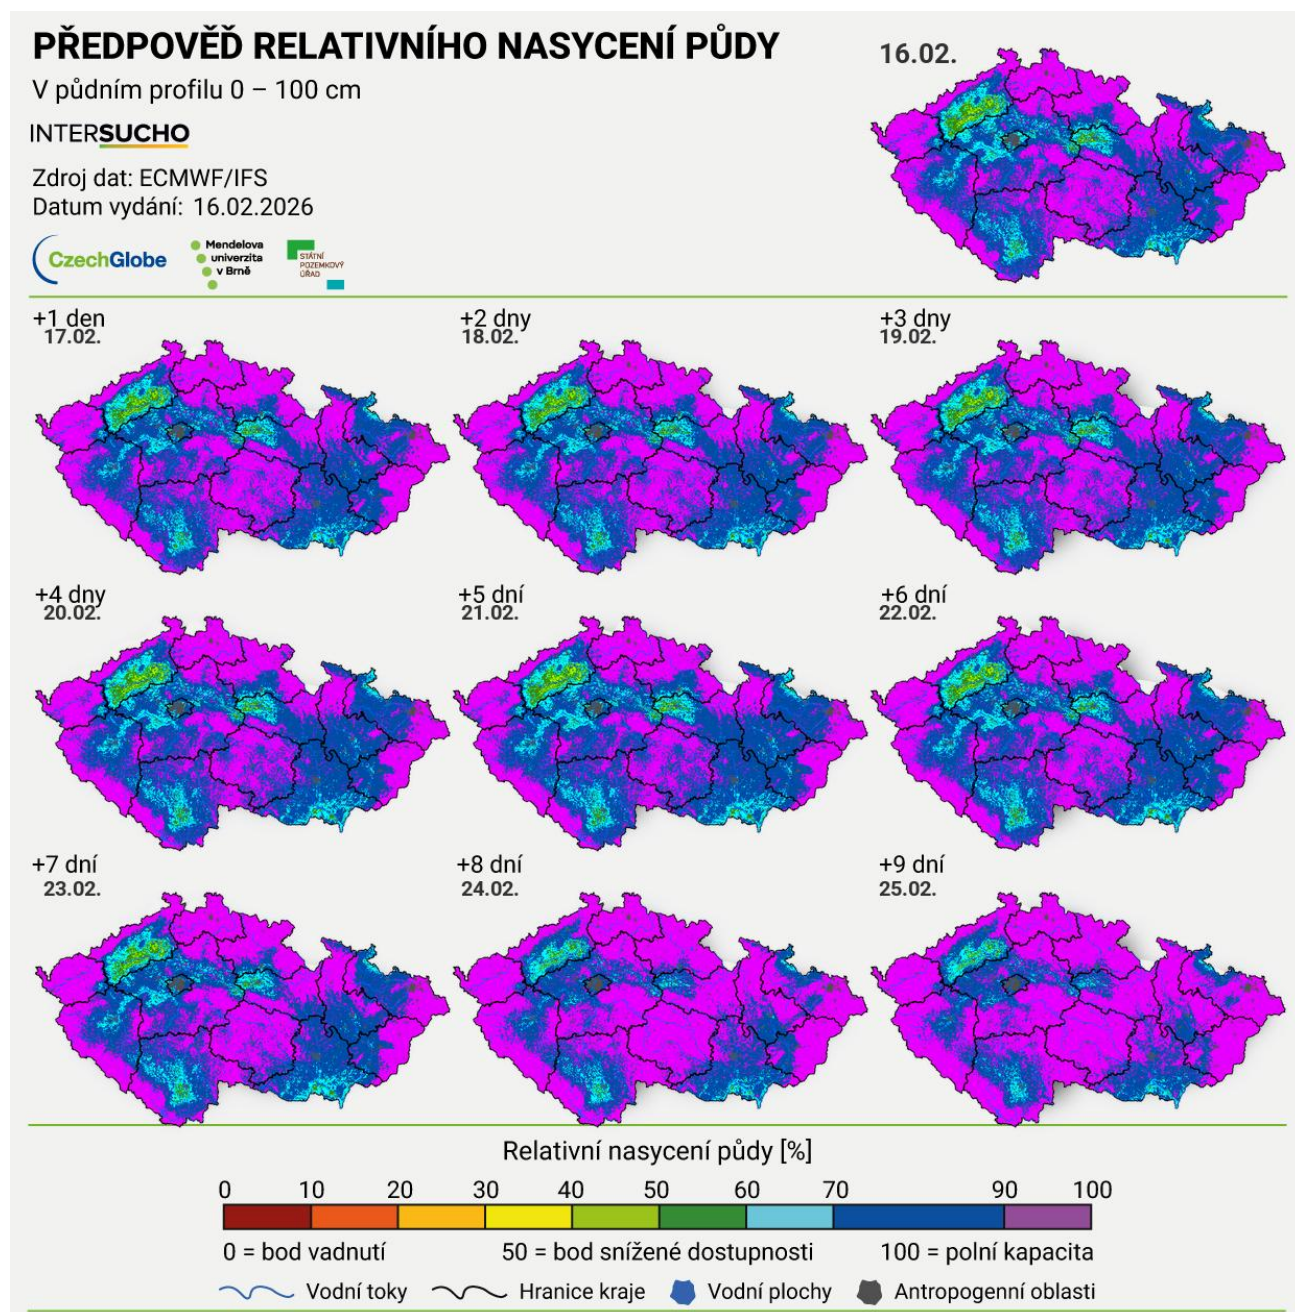 PŘEDPOVĚĎ RELATIVNÍHO NASYCENÍ PŮDY
V půdním profilu 0 – 100 cm
INTERSUCHO
Zdroj dat: ECMWF/IFS
Datum vydání: 16.02.2026
CzechGlobe
Mendelova
univerzita
v Brně
STÁTNÍ
POZEMKOVÝ
ÚŘAD
16.02.
+1 den
17.02.
+2 dny
18.02.
+3 dny
19.02.
+4 dny
20.02.
+5 dní
21.02.
+6 dní
22.02.
+7 dní
23.02.
+8 dní
24.02.
+9 dní
25.02.
Relativní nasycení půdy [%]
0 10 20 30 40 50 60 70 90 100
0 = bod vadnutí 50 = bod snížené dostupnosti 100 = polní kapacita
Vodní toky Hranice kraje Vodní plochy Antropogenní oblasti